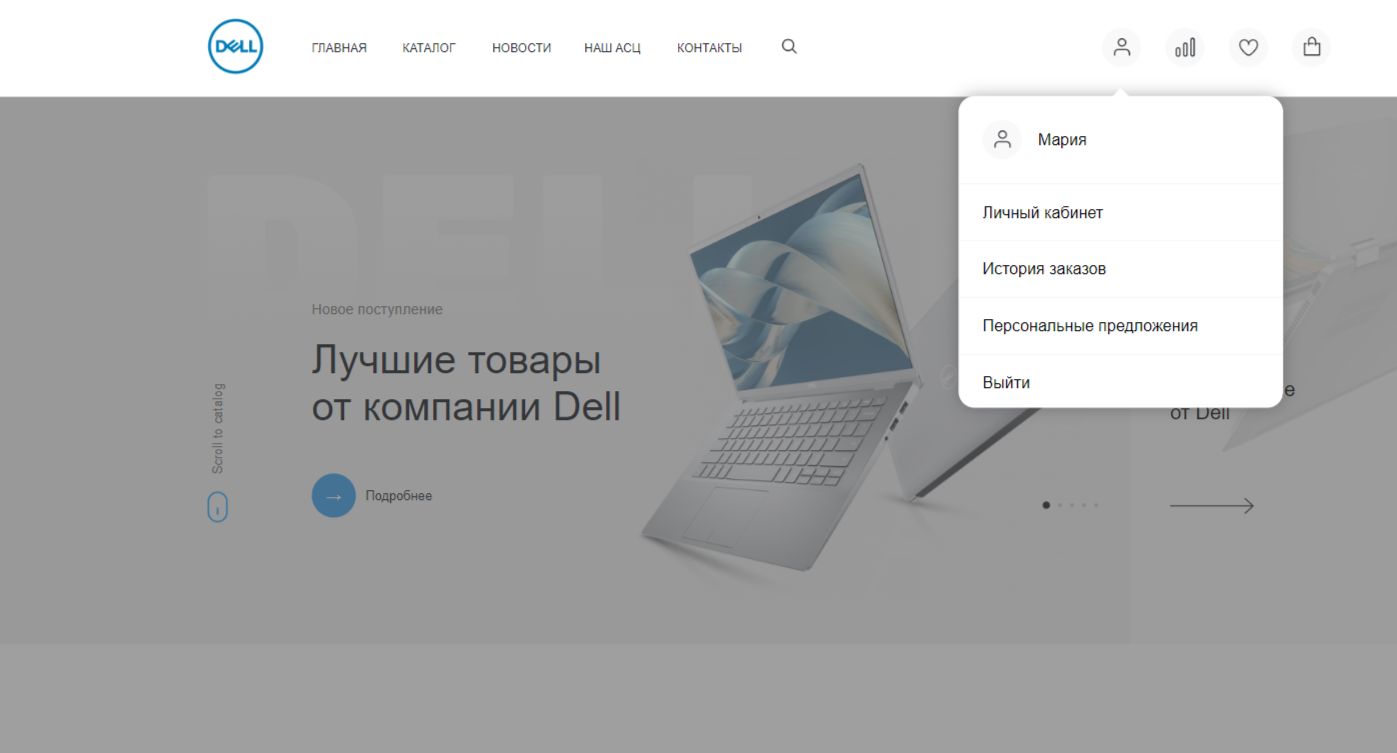 DELL
ГЛАВНАЯ
КАТАЛОГ
НОВОСТИ
НАШ АСЦ
КОНТАКТЫ
Мария
Личный кабинет
История заказов
Персональные предложения
Выйти
DELL
Новое поступление
Лучшие товары
от компании Dell
Подробнее
Scroll to catalog
е
от Dell